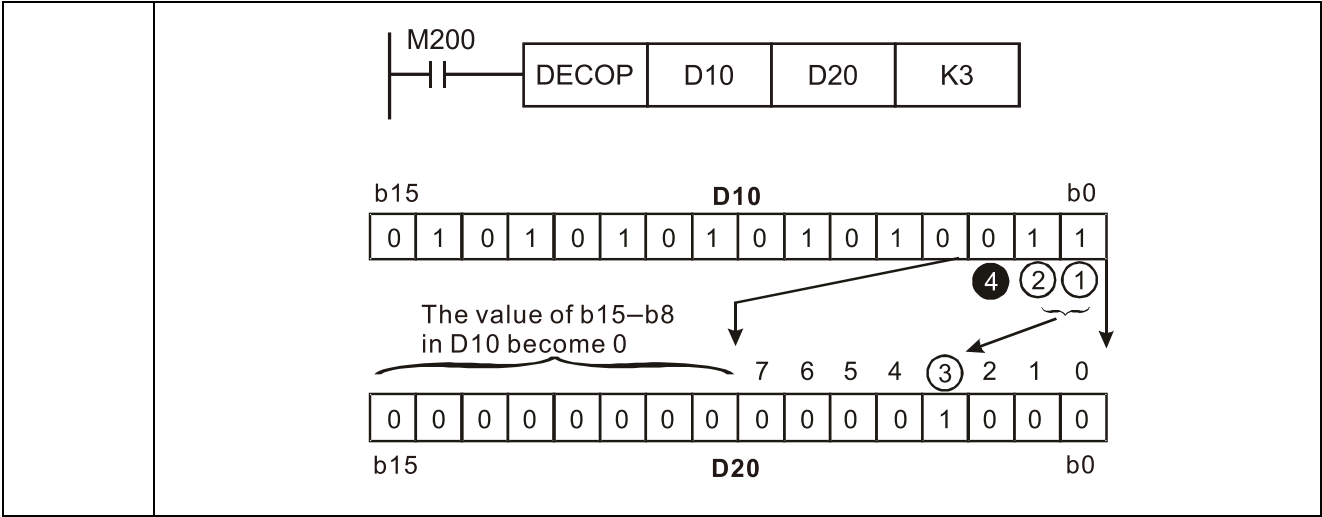 M200
DECOP D10 D20 K3
b15 D10 b0
0 1 0 1 0 1 0 1 0 1 0 1 0 0 1 1
4 2 1
The value of b15–b8
in D10 become 0
7 6 5 4 3 2 1 0
0 0 0 0 0 0 0 0 0 0 0 0 1 0 0 0
b15 D20 b0